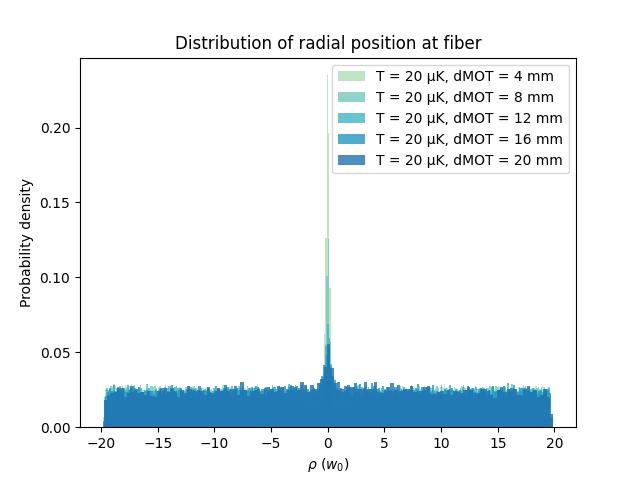 Distribution of radial position at fiber
T = 20 μK, dMOT = 4 mm
T = 20 μK, dMOT = 8 mm
T = 20 μK, dMOT = 12 mm
T = 20 μK, dMOT = 16 mm
T = 20 μK, dMOT = 20 mm
Probability density
0.20
0.15
0.10
0.05
0.00
−20 −15 −10 −5 0 5 10 15 20
ρ (w₀)